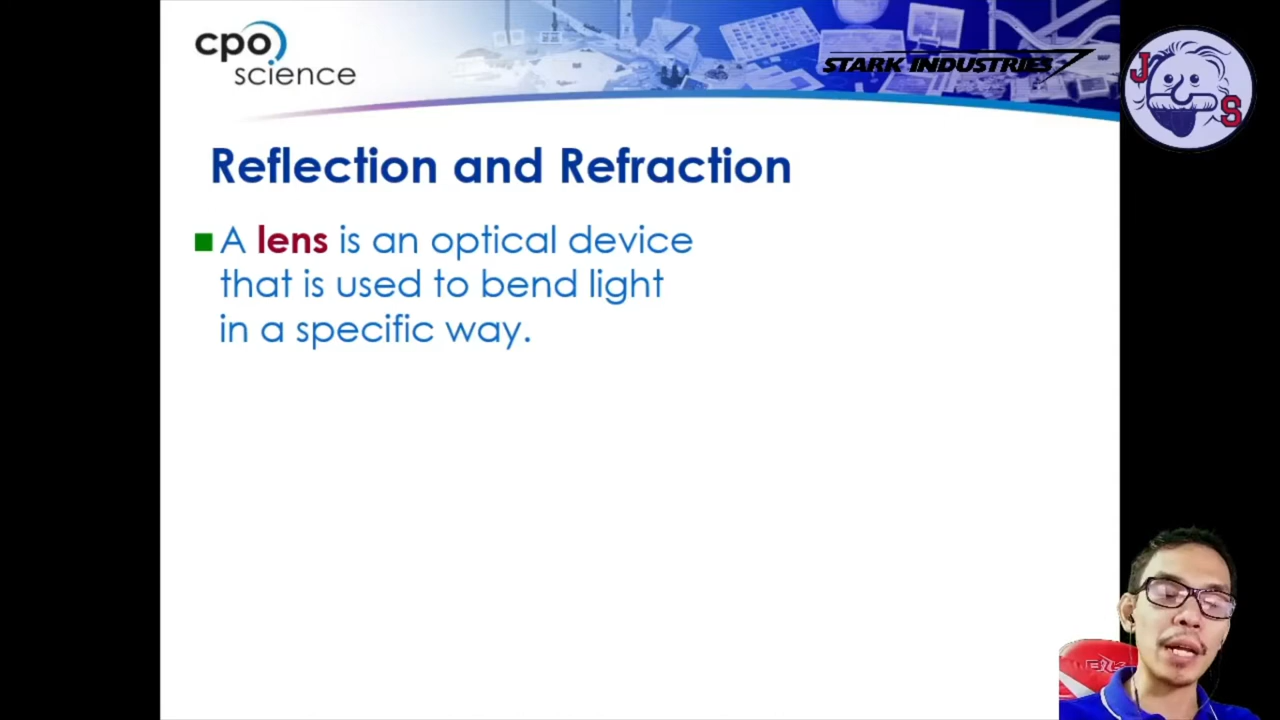 cpo
science
STARK INDUSTRIES
J
S
Reflection and Refraction
A lens is an optical device
that is used to bend light
in a specific way.